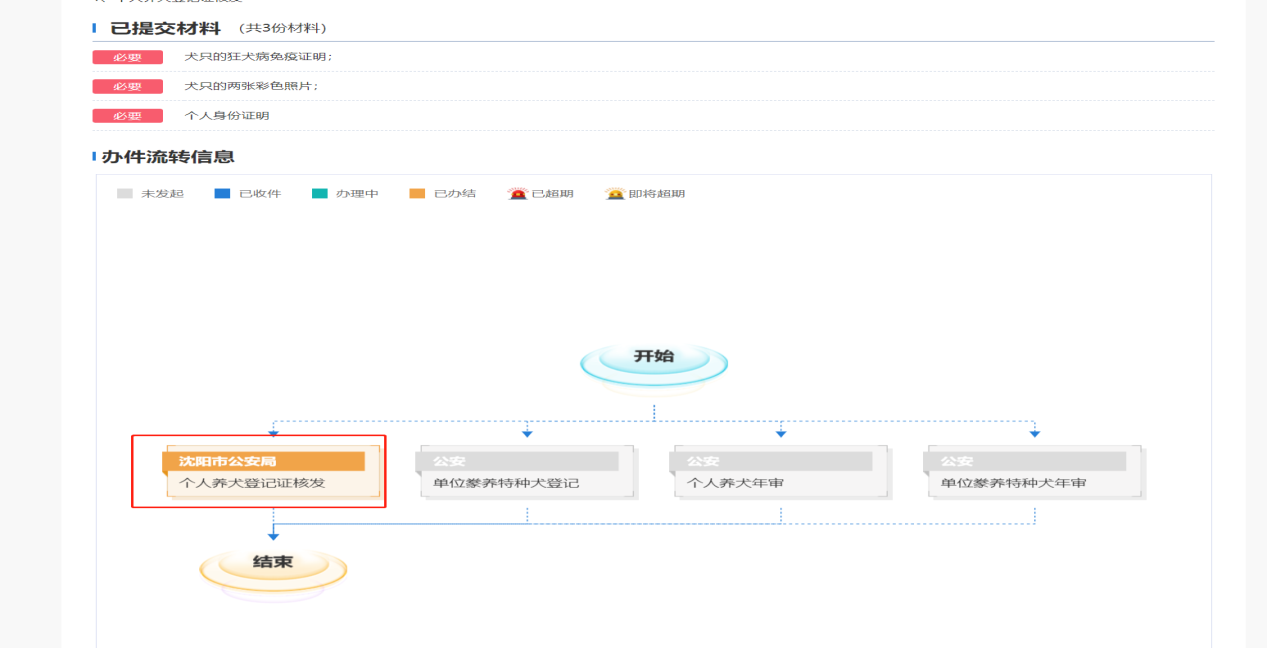 已提交材料 (共3份材料)
必要 犬只的狂犬病免疫证明;
必要 犬只的两张彩色照片;
必要 个人身份证明
办件流转信息
未发起 已收件 办理中 已办结 已超期 即将超期
开始
沈阳市公安局 公安 公安 公安
个人养犬登记证核发 单位豢养特种犬登记 个人养犬年审 单位豢养特种犬年审
结束